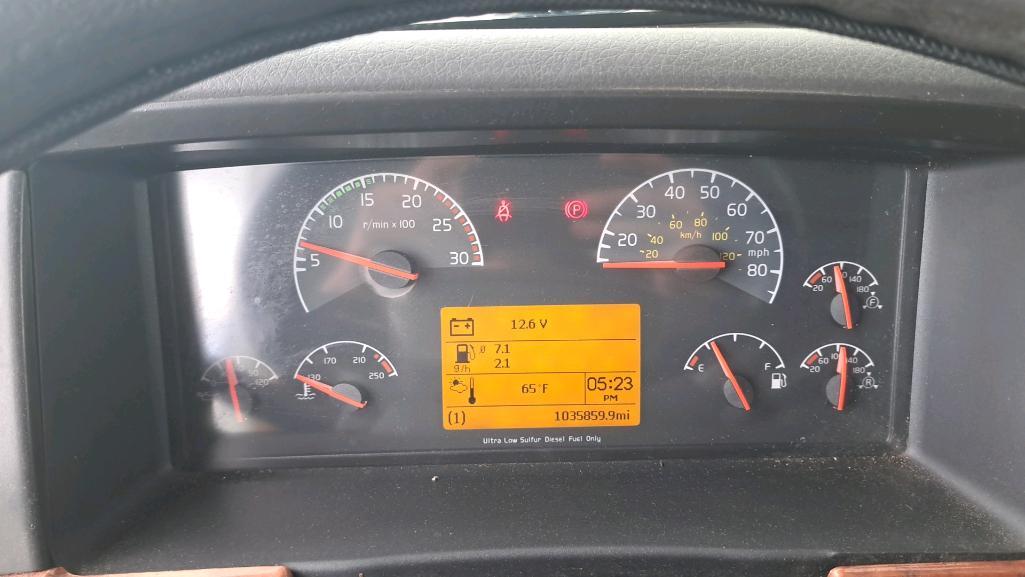 5 10 15 20 25 30
r/min x 100
P
20 30 40 50 60 70 80
mph
20 40 60 80 100 120
km/h
20 60 100 140 180
F
12.6 V
Ø 7.1
g/h 2.1
65°F
05:23
PM
(1) 1035859.9mi
130 170 210 250
120
E F
20 60 100 140 180
R
Ultra Low Sulfur Diesel Fuel Only